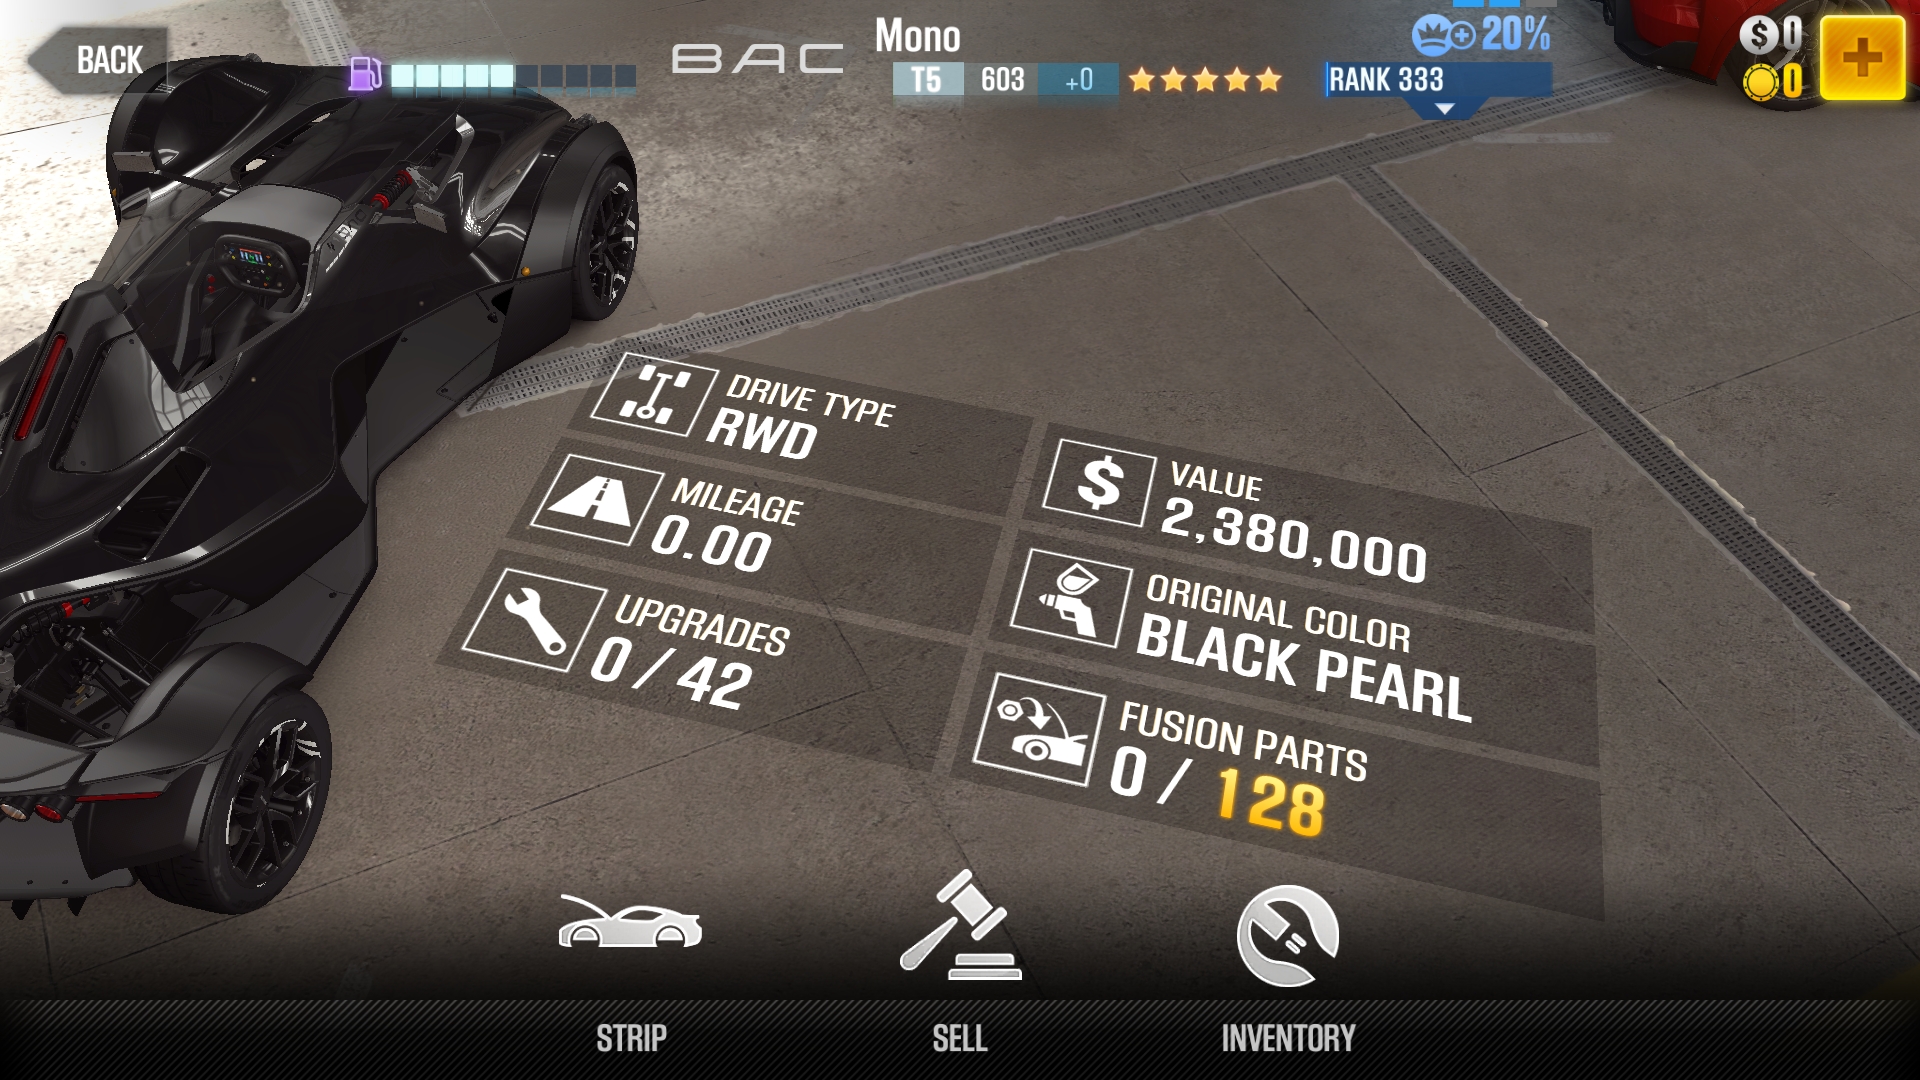 BACK
BAC
Mono
T5 603 +0
20%
RANK 333
$ 0
0
DRIVE TYPE
RWD
MILEAGE
0.00
UPGRADES
0 / 42
$
VALUE
2,380,000
ORIGINAL COLOR
BLACK PEARL
FUSION PARTS
0 / 128
STRIP
SELL
INVENTORY